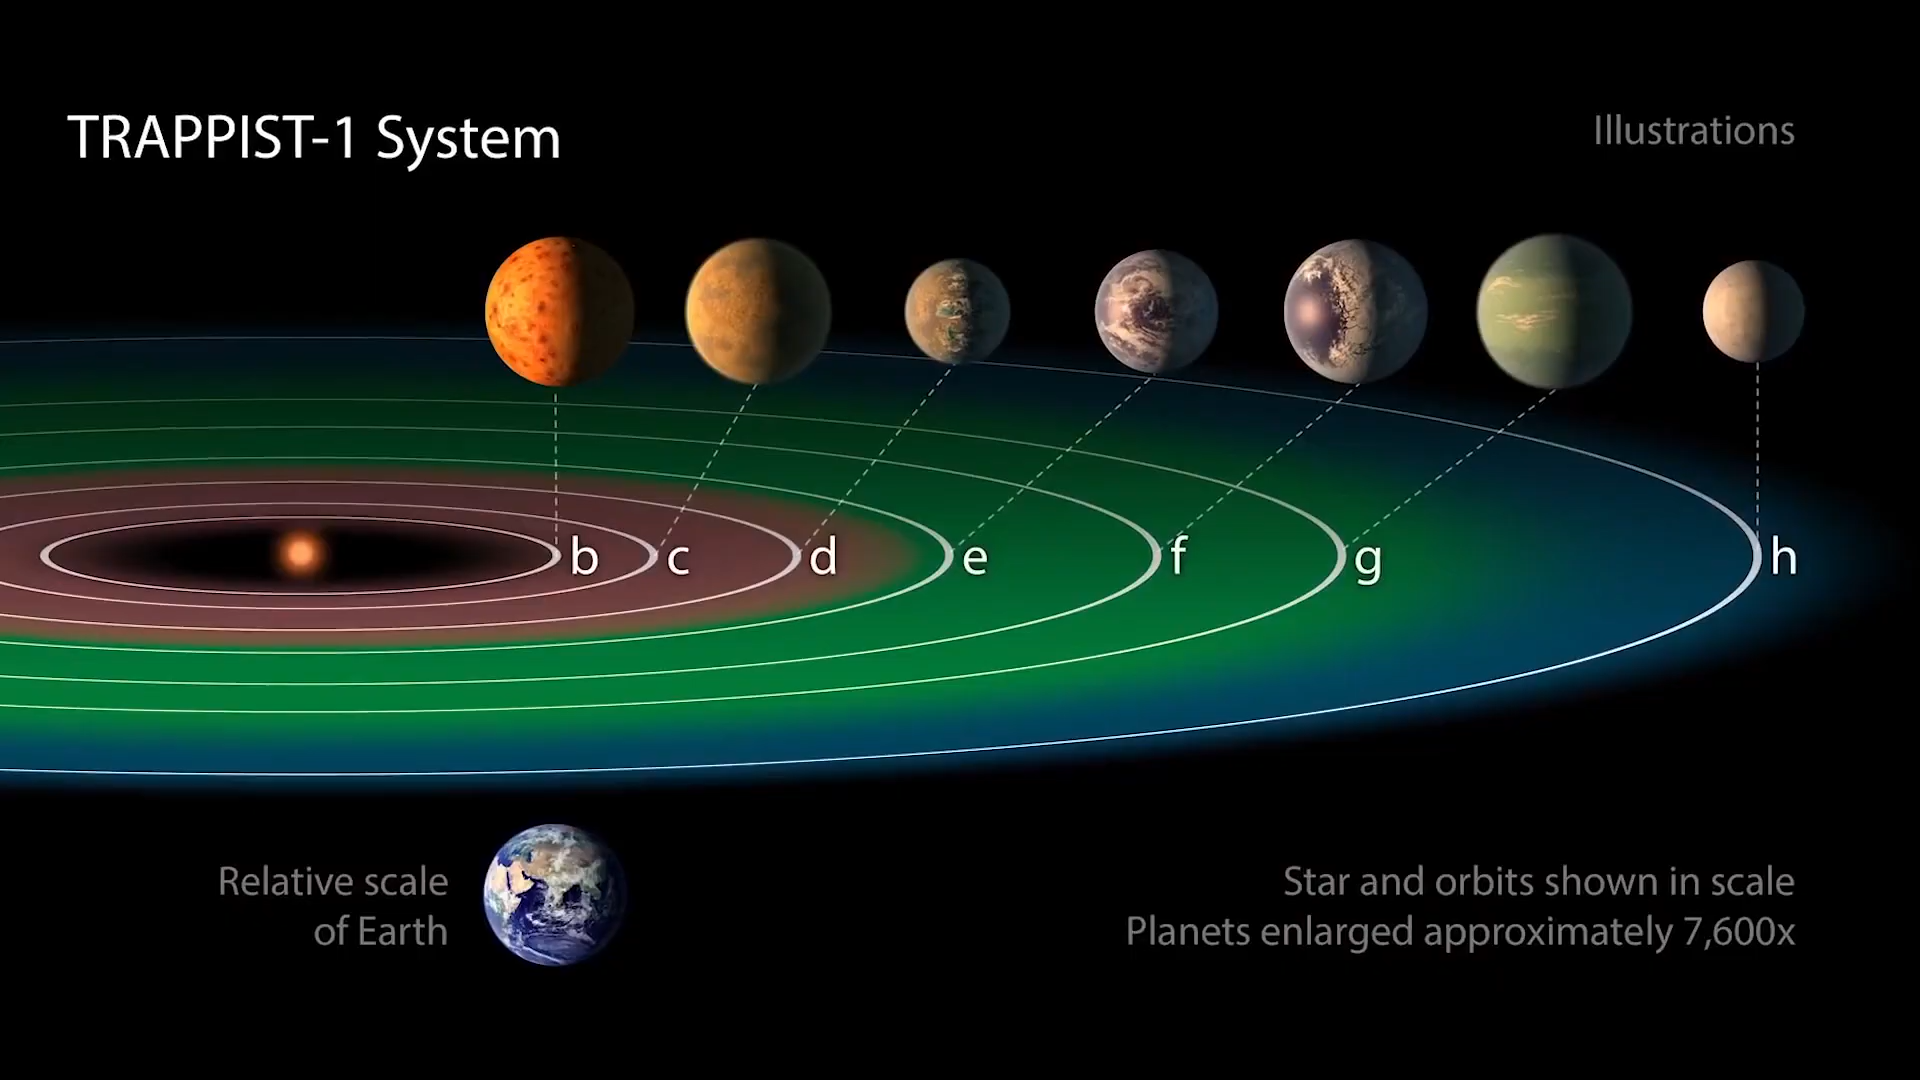 TRAPPIST-1 System
Illustrations
b
c
d
e
f
g
h
Relative scale
of Earth
Star and orbits shown in scale
Planets enlarged approximately 7,600x